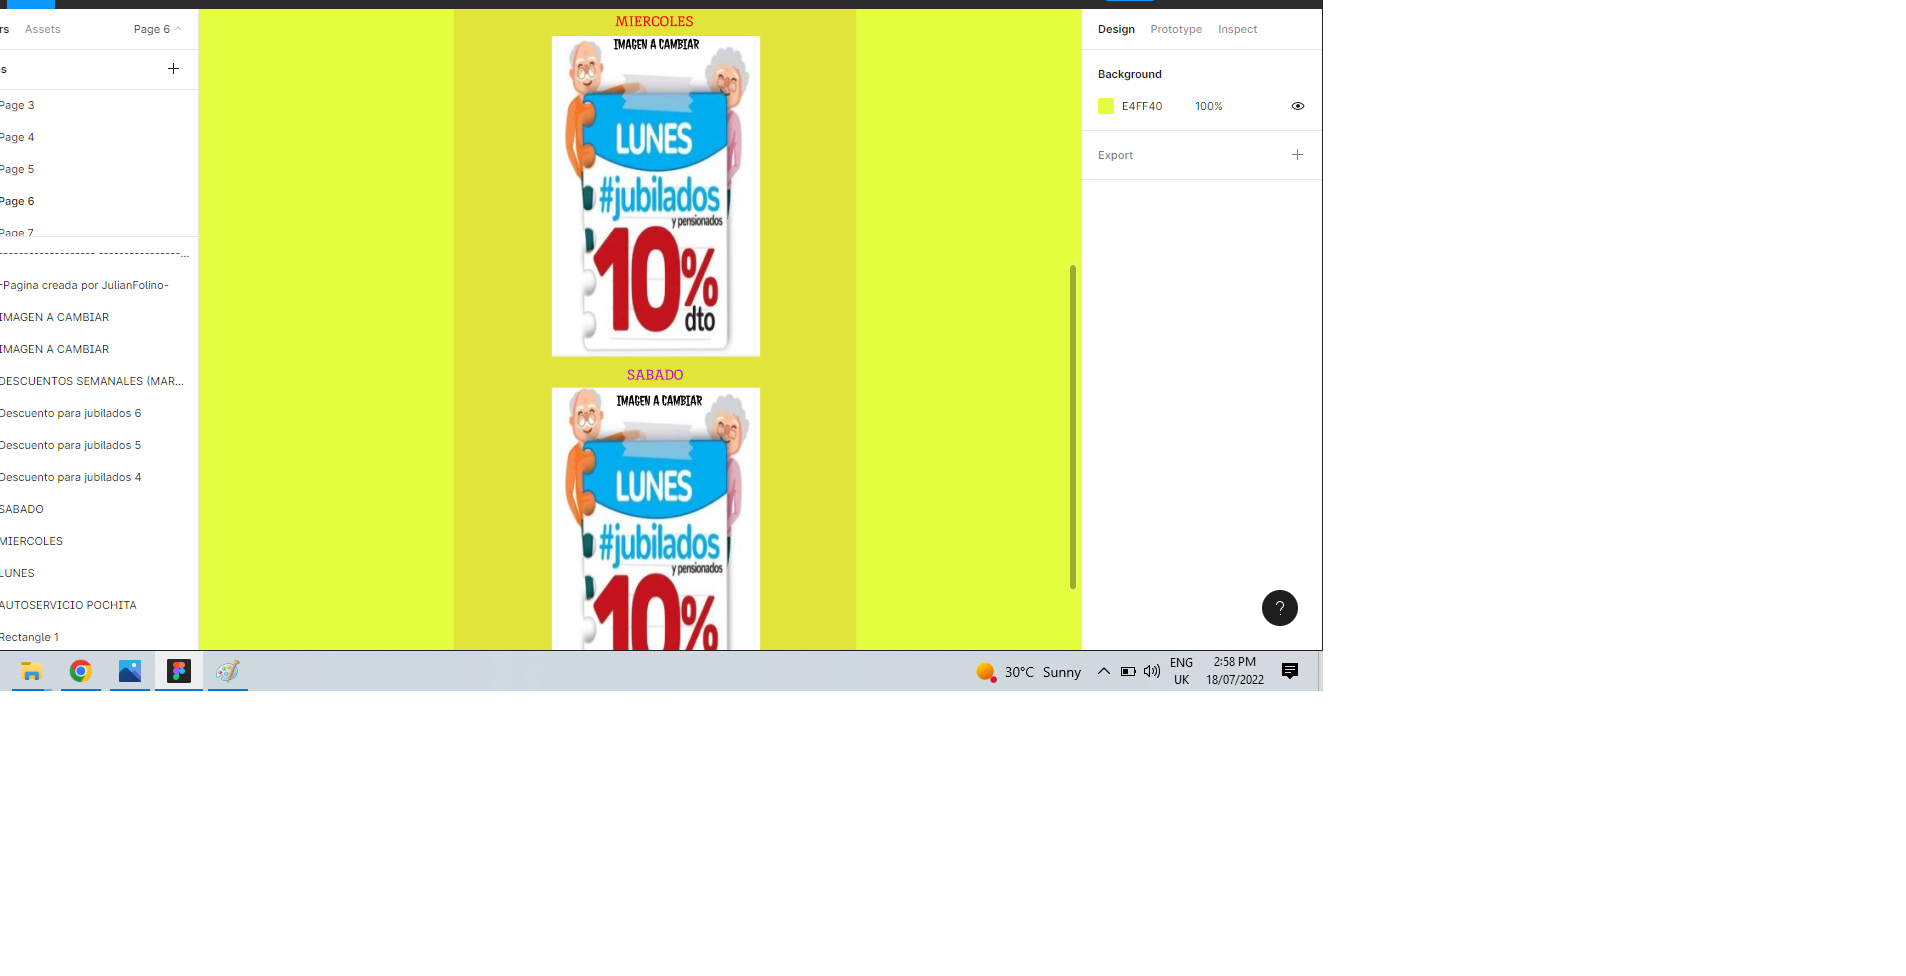 rs Assets Page 6
s
Page 3
Page 4
Page 5
Page 6
Page 7
------------------- ----------------...
-Pagina creada por JulianFolino-
IMAGEN A CAMBIAR
IMAGEN A CAMBIAR
DESCUENTOS SEMANALES (MAR...
Descuento para jubilados 6
Descuento para jubilados 5
Descuento para jubilados 4
SABADO
MIERCOLES
LUNES
AUTOSERVICIO POCHITA
Rectangle 1
MIERCOLES
IMAGEN A CAMBIAR
LUNES
#jubilados
y pensionados
10%
dto
SABADO
IMAGEN A CAMBIAR
LUNES
#jubilados
y pensionados
10%
Design Prototype Inspect
Background
E4FF40 100%
Export +
?
30°C Sunny
ENG
UK
2:58 PM
18/07/2022